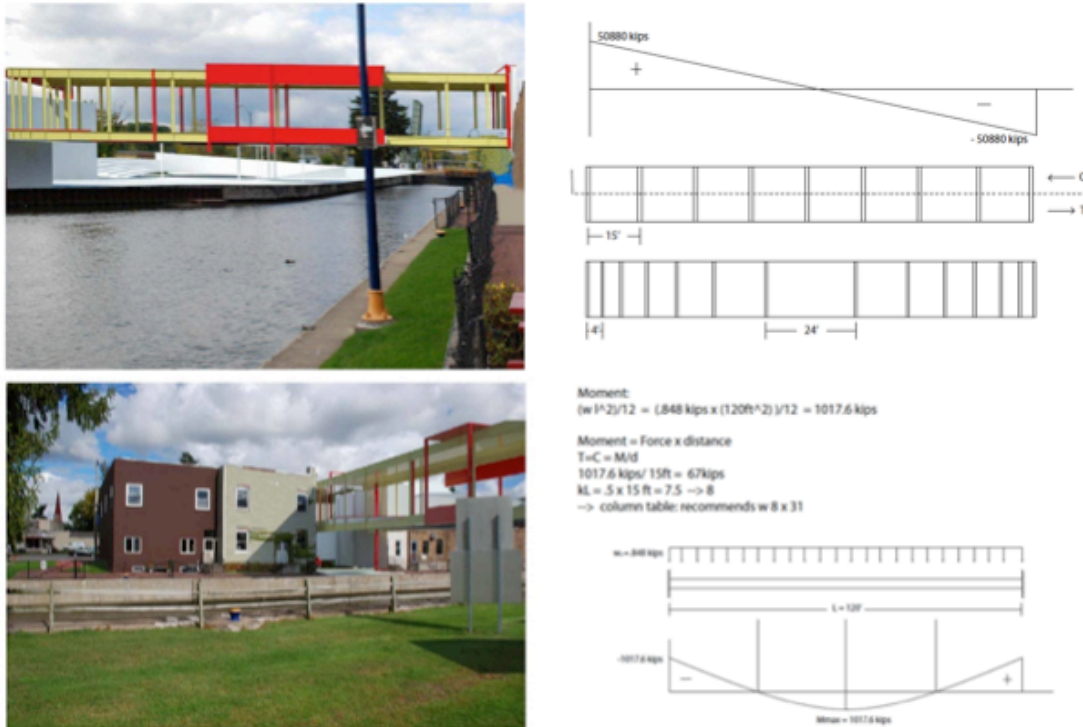 50880 kips
+
—
- 50880 kips
C
T
15'
4'
24'
Moment:
(w l^2)/12 = (.848 kips x (120ft^2) )/12 = 1017.6 kips
Moment = Force x distance
T=C = M/d
1017.6 kips/ 15ft = 67kips
kL = .5 x 15 ft = 7.5 --> 8
--> column table: recommends w 8 x 31
w = .848 kips
L = 120'
-1017.6 kips
—
+
Mmax = 1017.6 kips